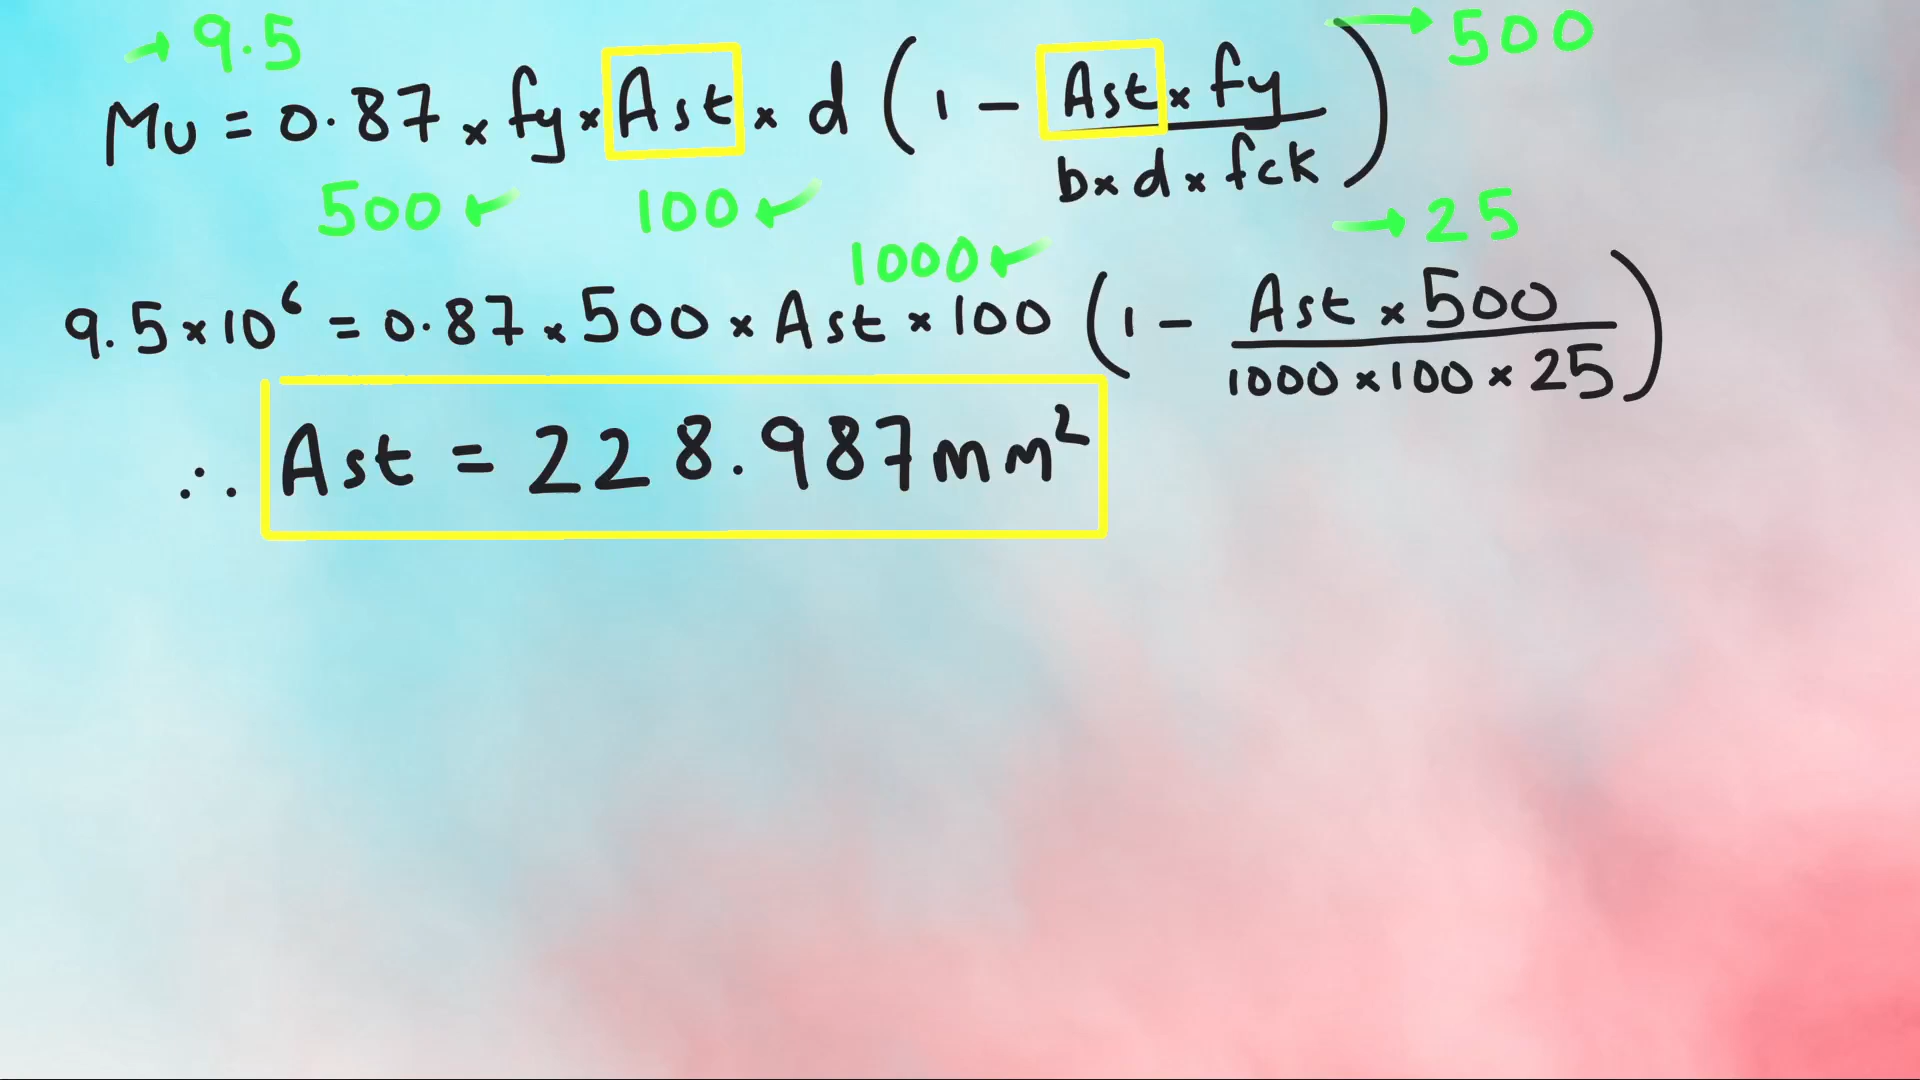 → 9.5 → 500
Mu = 0.87 × fy × Ast × d (1 - Ast × fy / b × d × fck)
500 100 → 25
1000
9.5 × 10⁶ = 0.87 × 500 × Ast × 100 (1 - Ast × 500 / 1000 × 100 × 25)
∴ Ast = 228.987 mm²